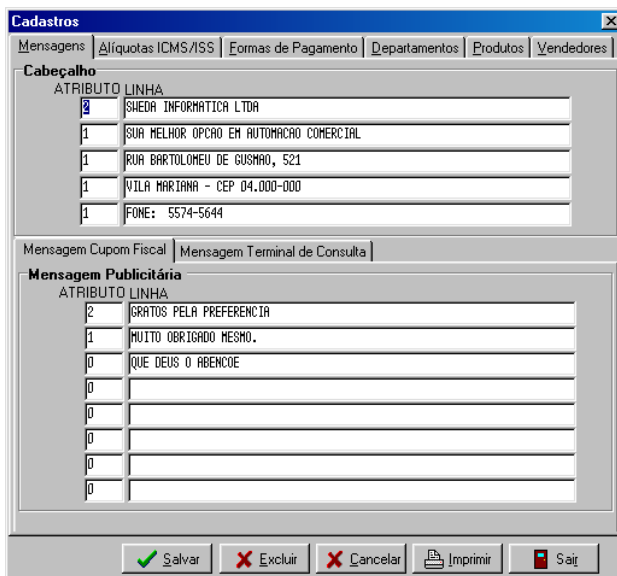 Cadastros
Mensagens Alíquotas ICMS/ISS Formas de Pagamento Departamentos Produtos Vendedores
Cabeçalho
ATRIBUTO LINHA
2 SWEDA INFORMATICA LTDA
1 SUA MELHOR OPCAO EM AUTOMACAO COMERCIAL
1 RUA BARTOLOMEU DE GUSMAO, 521
1 VILA MARIANA - CEP 04.000-000
1 FONE: 5574-5644
Mensagem Cupom Fiscal Mensagem Terminal de Consulta
Mensagem Publicitária
ATRIBUTO LINHA
2 GRATOS PELA PREFERENCIA
1 MUITO OBRIGADO MESMO.
0 QUE DEUS O ABENCOE
0
0
0
0
0
Salvar Excluir Cancelar Imprimir Sair